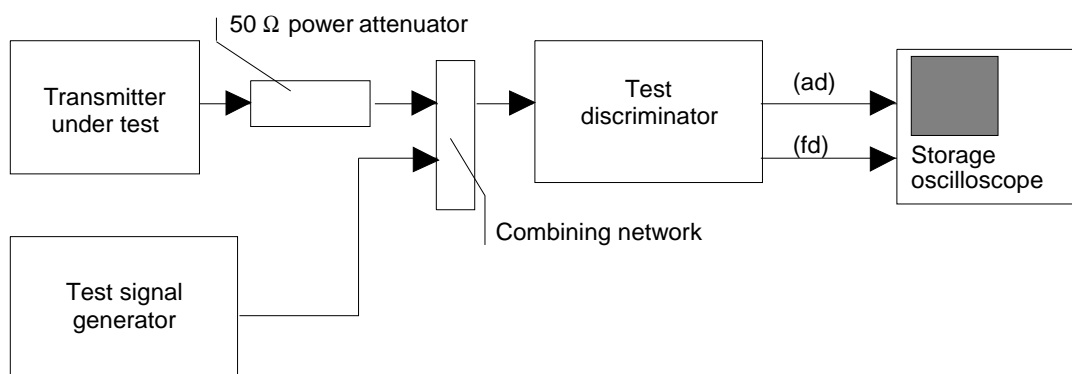 50 Ω power attenuator
Transmitter
under test
Test
discriminator
(ad)
(fd)
Storage
oscilloscope
Combining network
Test signal
generator